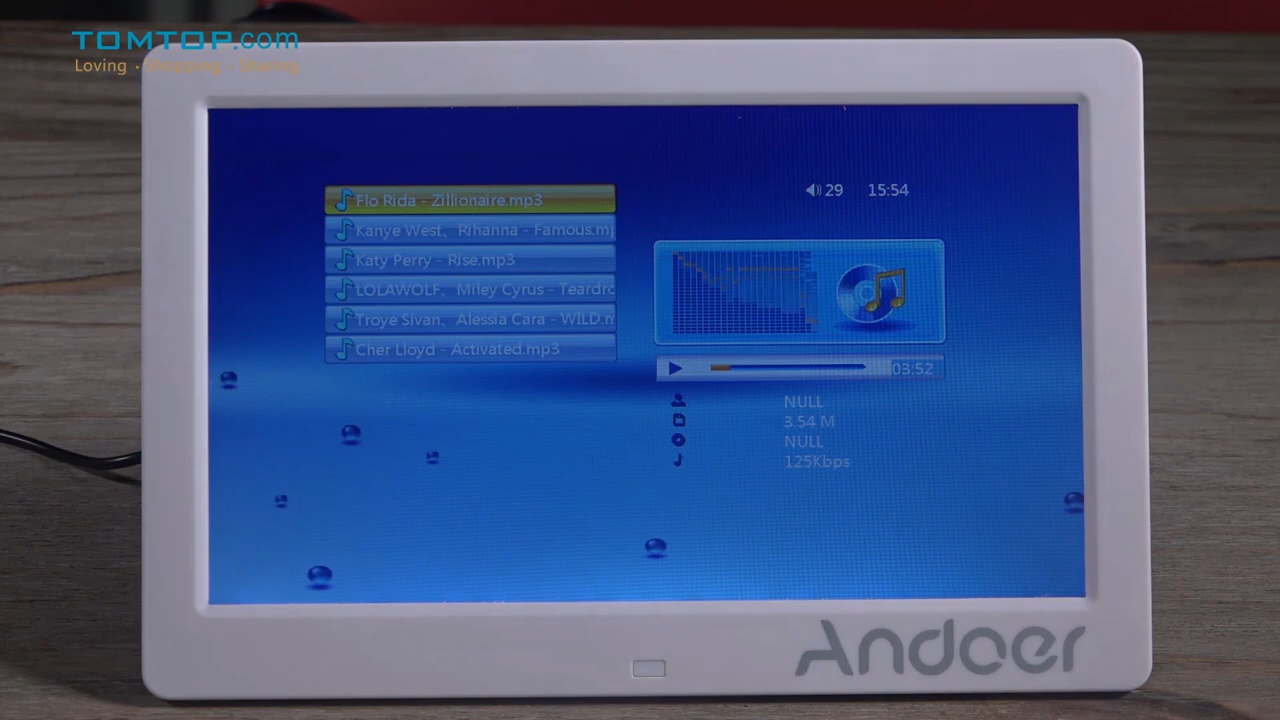 TOMTOP.com
Loving · Shopping · Sharing
Flo Rida - Zillionaire.mp3
Kanye West、Rihanna - Famous.mp
Katy Perry - Rise.mp3
LOLAWOLF、Miley Cyrus - Teardro
Troye Sivan、Alessia Cara - WILD.m
Cher Lloyd - Activated.mp3
29 15:54
03:52
NULL
3.54 M
NULL
125Kbps
Andoer